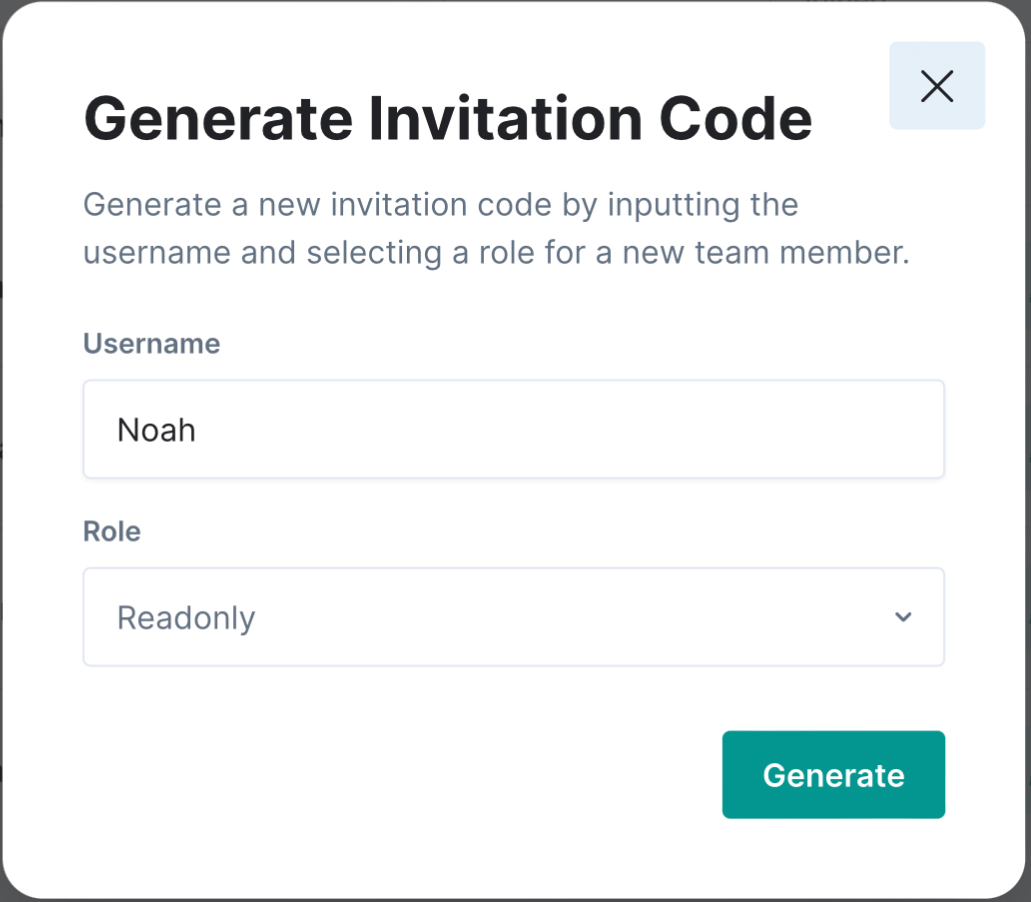 Generate Invitation Code
Generate a new invitation code by inputting the
username and selecting a role for a new team member.
Username
Noah
Role
Readonly
Generate